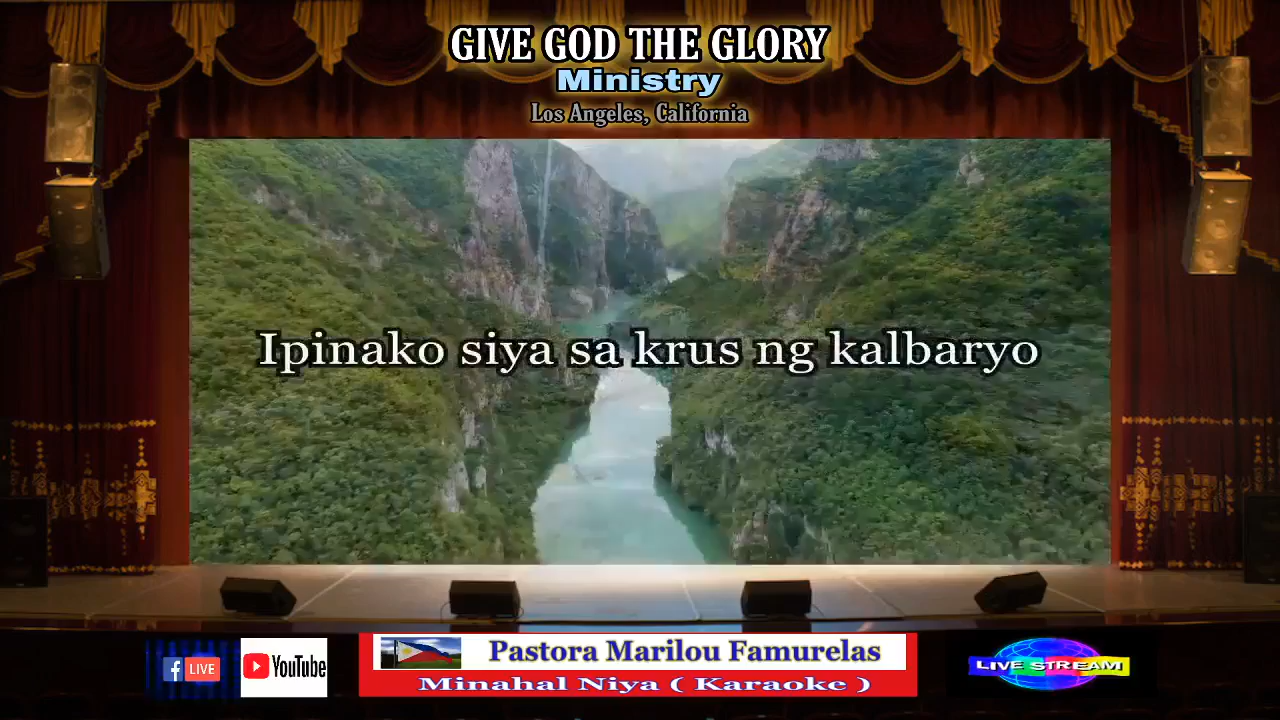 GIVE GOD THE GLORY
Ministry
Los Angeles, California
Ipinako siya sa krus ng kalbaryo
f LIVE
YouTube
Pastora Marilou Famurelas
Minahal Niya ( Karaoke )
LIVE STREAM